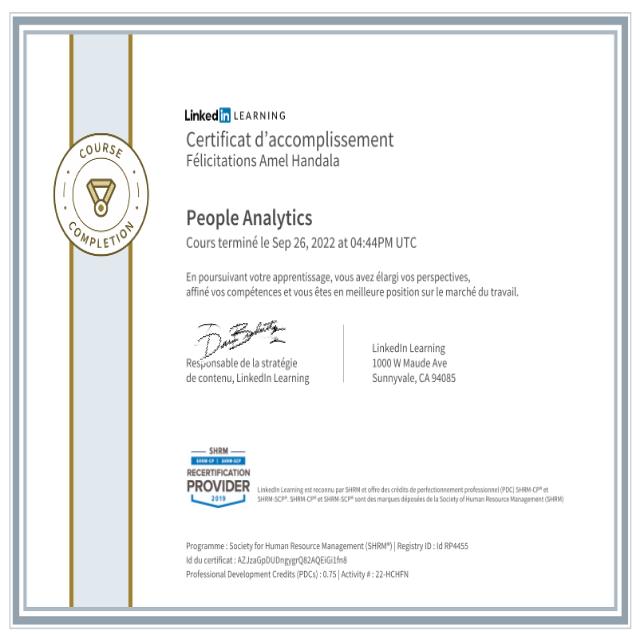 COURSE
COMPLETION
Linked in LEARNING
Certificat d'accomplissement
Félicitations Amel Handala
People Analytics
Cours terminé le Sep 26, 2022 at 04:44PM UTC
En poursuivant votre apprentissage, vous avez élargi vos perspectives,
affiné vos compétences et vous êtes en meilleure position sur le marché du travail.
Responsable de la stratégie
de contenu, LinkedIn Learning
LinkedIn Learning
1000 W Maude Ave
Sunnyvale, CA 94085
SHRM
SHRM-CP | SHRM-SCP
RECERTIFICATION
PROVIDER
2019
LinkedIn Learning est reconnu par SHRM et offre des crédits de perfectionnement professionnel (PDC) SHRM-CP® et
SHRM-SCP®. SHRM-CP® et SHRM-SCP® sont des marques déposées de la Society of Human Resource Management (SHRM)
Programme : Society for Human Resource Management (SHRM®) | Registry ID : Id RP4455
Id du certificat : AZJzaGpDUDngygrQ82AQEiGi1fn8
Professional Development Credits (PDCs) : 0.75 | Activity # : 22-HCHFN